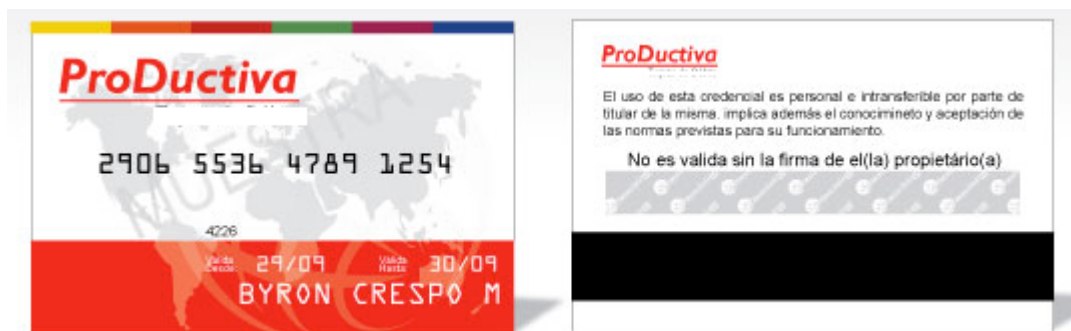 ProDuctiva
MUESTRA
2906 5536 4789 1254
4226
Valida Desde 29/09 Valida Hasta 30/09
BYRON CRESPO M
ProDuctiva
El uso de esta credencial es personal e intransferible por parte de
titular de la misma. implica además el conocimineto y aceptación de
las normas previstas para su funcionamiento.
No es valida sin la firma de el(la) propietário(a)